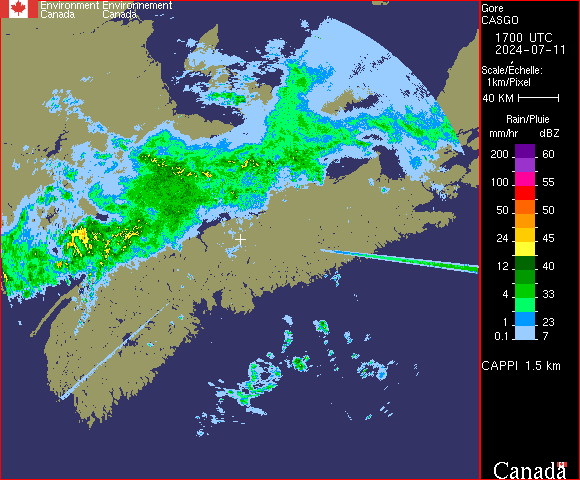 Environment Environnement
Canada Canada
Gore
CASGO
1700 UTC
2024-07-11
Scale/Échelle:
1km/Pixel
40 KM
Rain/Pluie
mm/hr dBZ
200 60
100 55
50 50
24 45
12 40
4 33
1 23
0.1 7
CAPPI 1.5 km
Canada